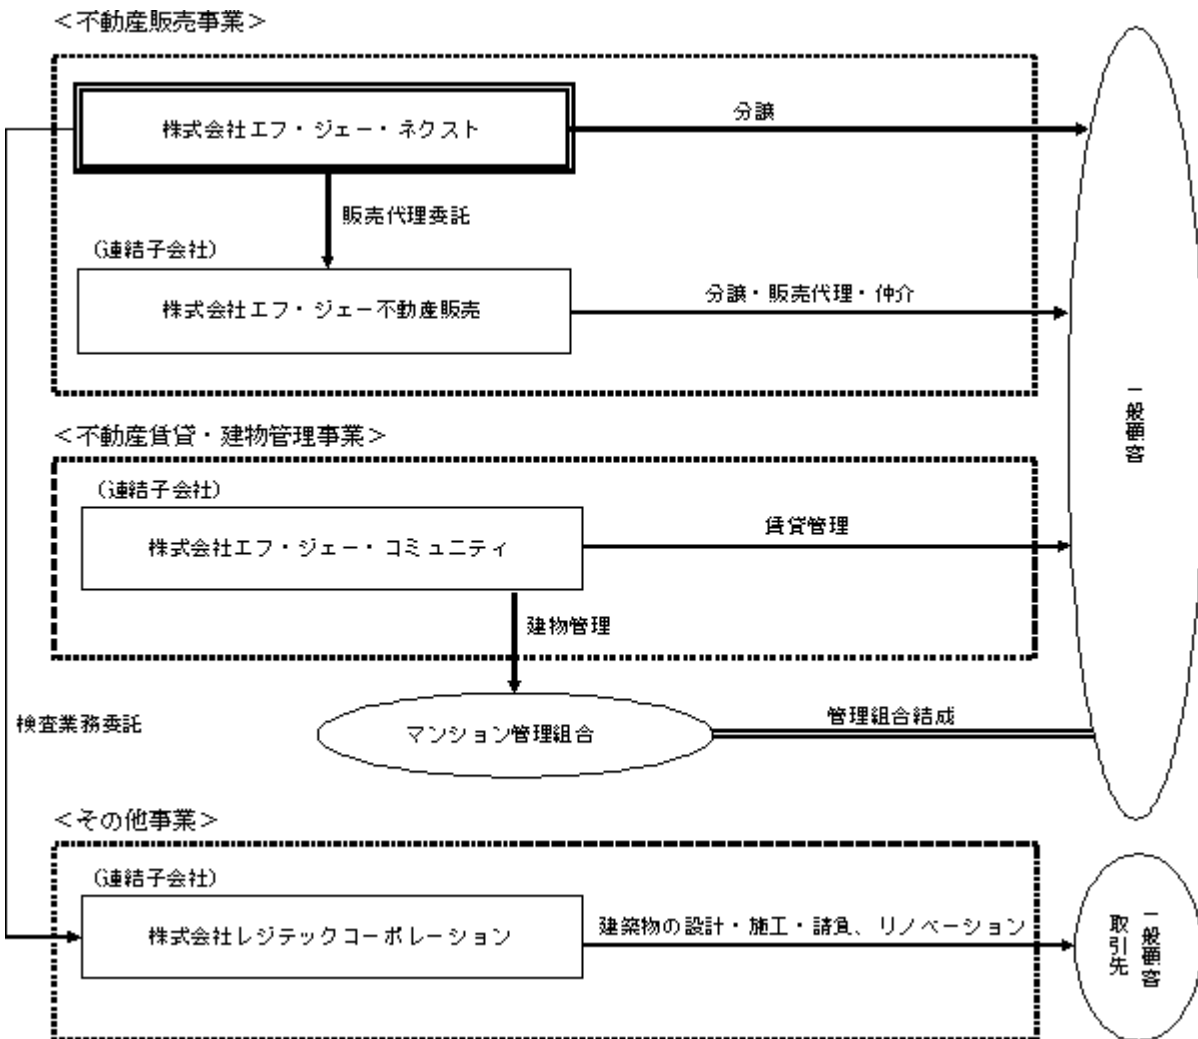 ＜不動産販売事業＞
株式会社エフ・ジェー・ネクスト
分譲
販売代理委託
（連結子会社）
株式会社エフ・ジェー不動産販売
分譲・販売代理・仲介
一般顧客
＜不動産賃貸・建物管理事業＞
（連結子会社）
株式会社エフ・ジェー・コミュニティ
賃貸管理
建物管理
検査業務委託
マンション管理組合
管理組合結成
＜その他事業＞
（連結子会社）
株式会社レジテックコーポレーション
建築物の設計・施工・請負、リノベーション
一般顧客
取引先